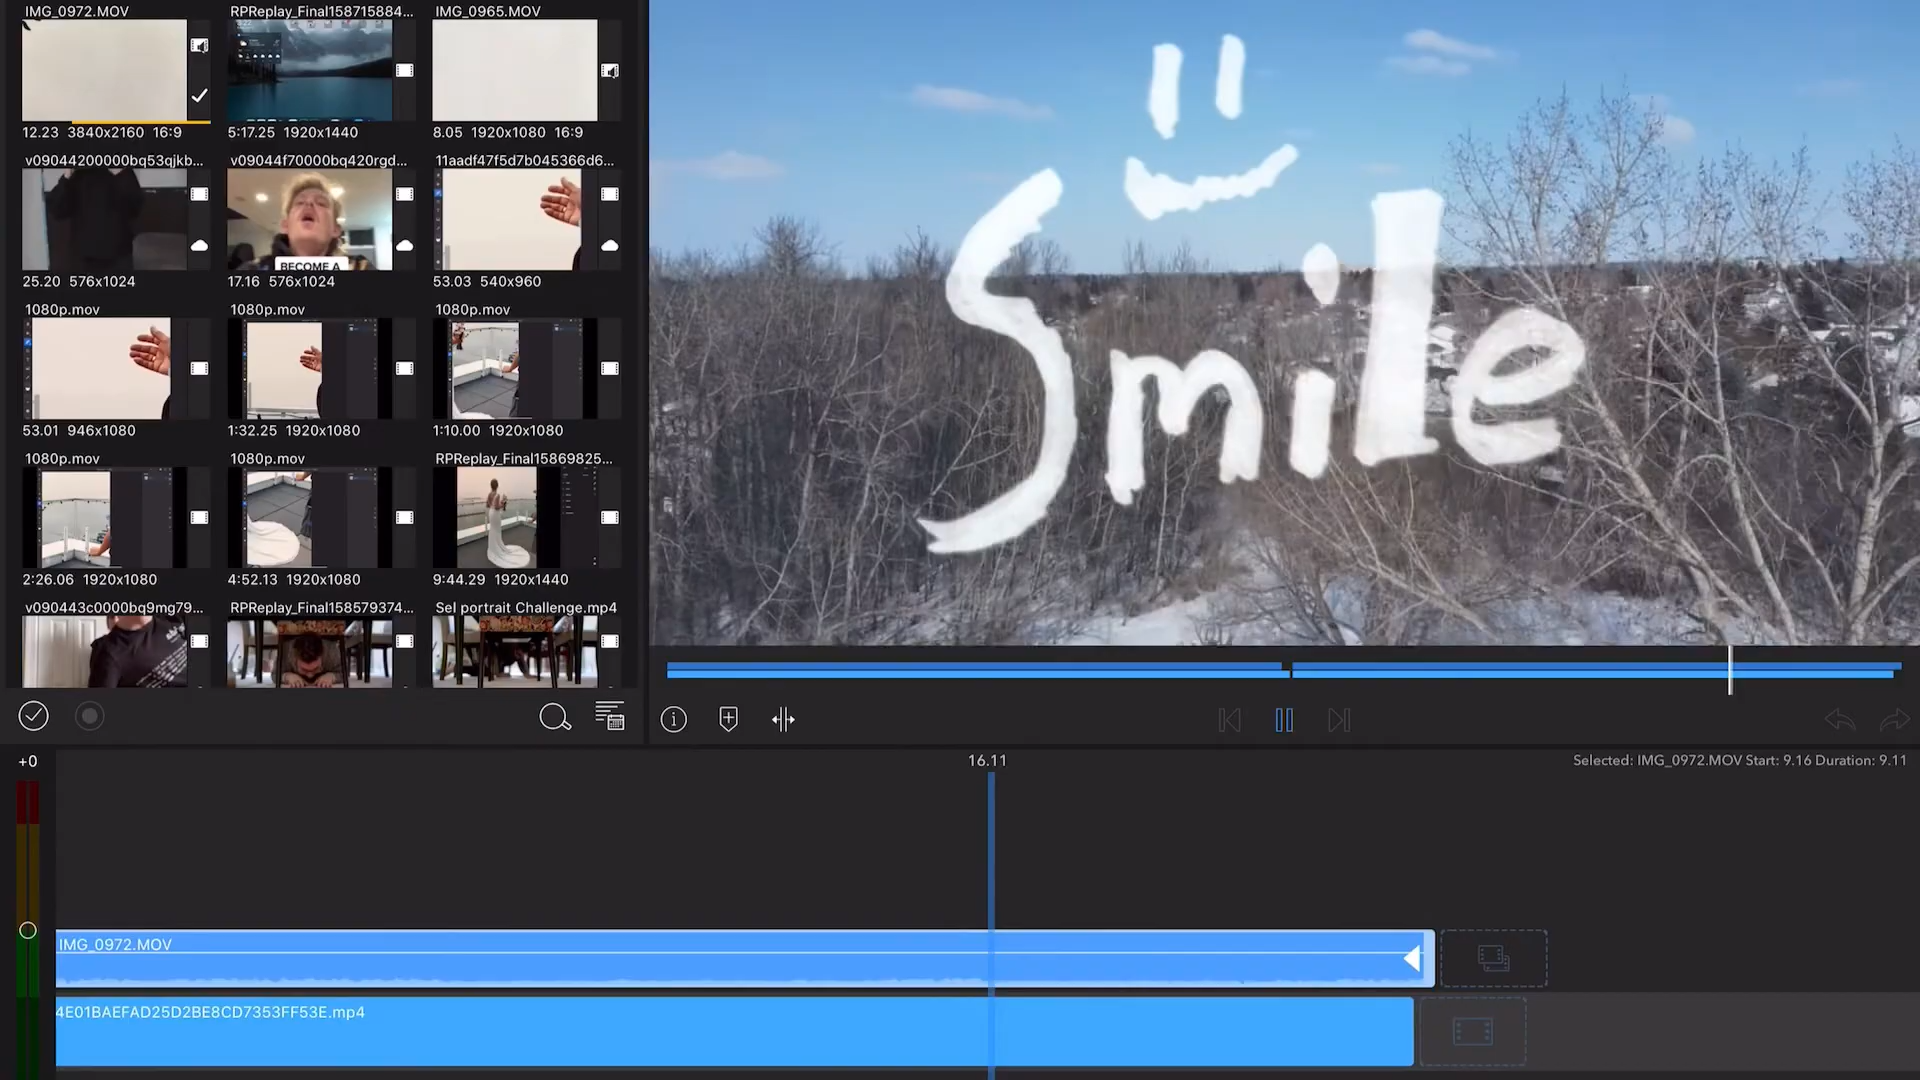 IMG_0972.MOV
RPReplay_Final158715884...
IMG_0965.MOV
12.23 3840x2160 16:9
5:17.25 1920x1440
8.05 1920x1080 16:9
v09044200000bq53qjkb...
v09044f70000bq420rgd...
11aadf47f5d7b045366d6...
BECOME A
25.20 576x1024
17.16 576x1024
53.03 540x960
1080p.mov
1080p.mov
1080p.mov
53.01 946x1080
1:32.25 1920x1080
1:10.00 1920x1080
1080p.mov
1080p.mov
RPReplay_Final15869825...
2:26.06 1920x1080
4:52.13 1920x1080
9:44.29 1920x1440
v090443c0000bq9mg79...
RPReplay_Final158579374...
Sel portrait Challenge.mp4
Smile
+0
16.11
Selected: IMG_0972.MOV Start: 9.16 Duration: 9.11
IMG_0972.MOV
4E01BAEFAD25D2BE8CD7353FF53E.mp4